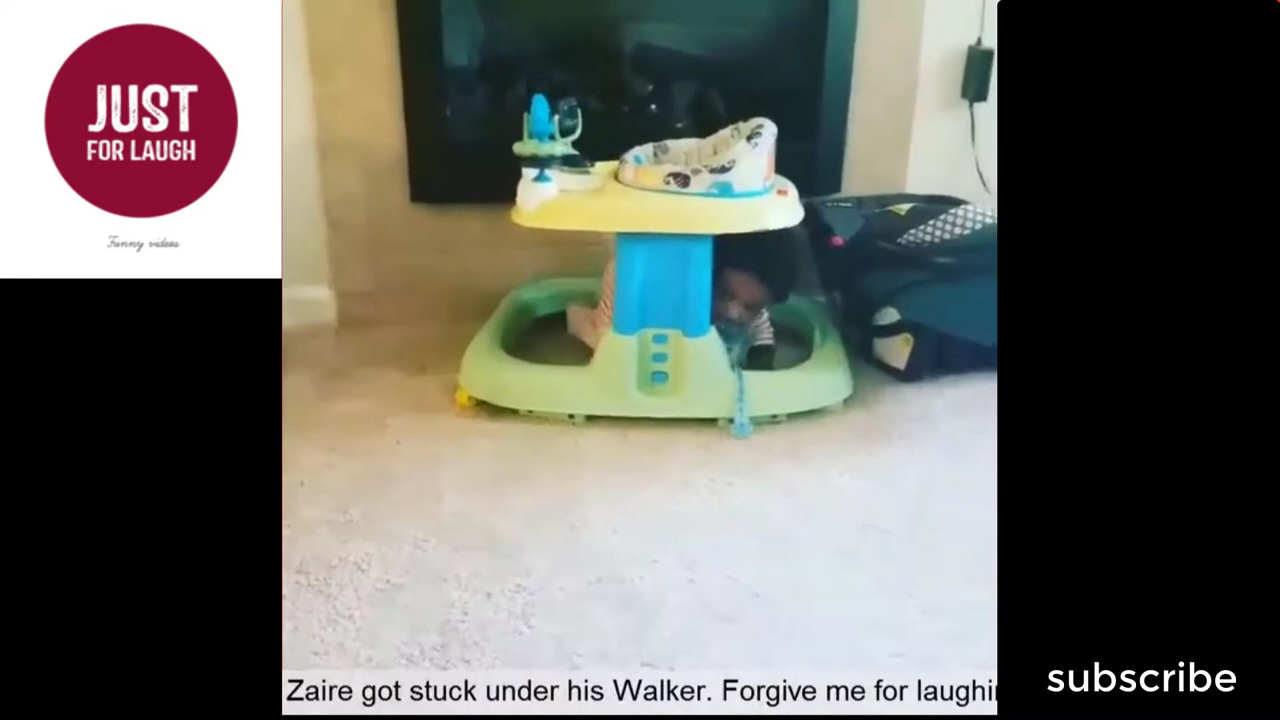 JUST
FOR LAUGH
Funny videos
Zaire got stuck under his Walker. Forgive me for laughi
subscribe